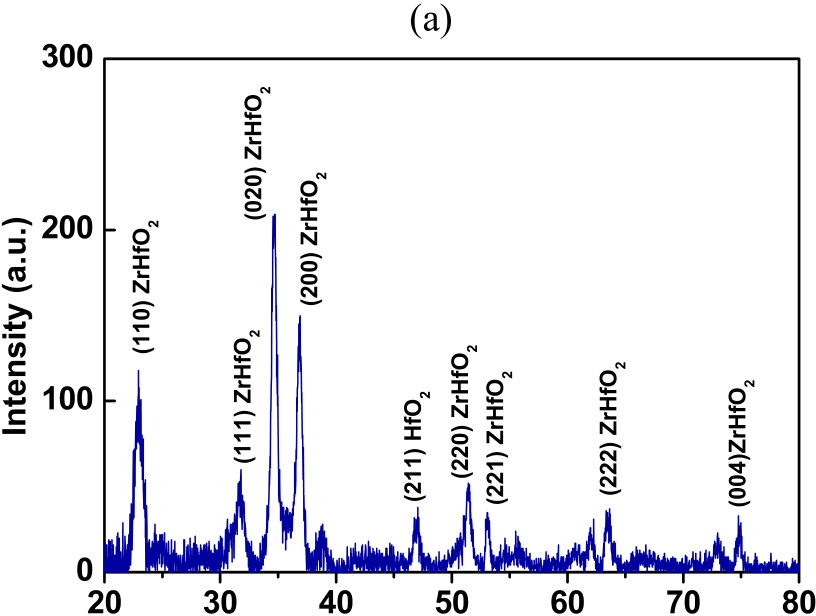 (a)
Intensity (a.u.)
300
200
100
0
(110) ZrHfO₂
(111) ZrHfO₂
(020) ZrHfO₂
(200) ZrHfO₂
(211) HfO₂
(220) ZrHfO₂
(221) ZrHfO₂
(222) ZrHfO₂
(004)ZrHfO₂
20 30 40 50 60 70 80